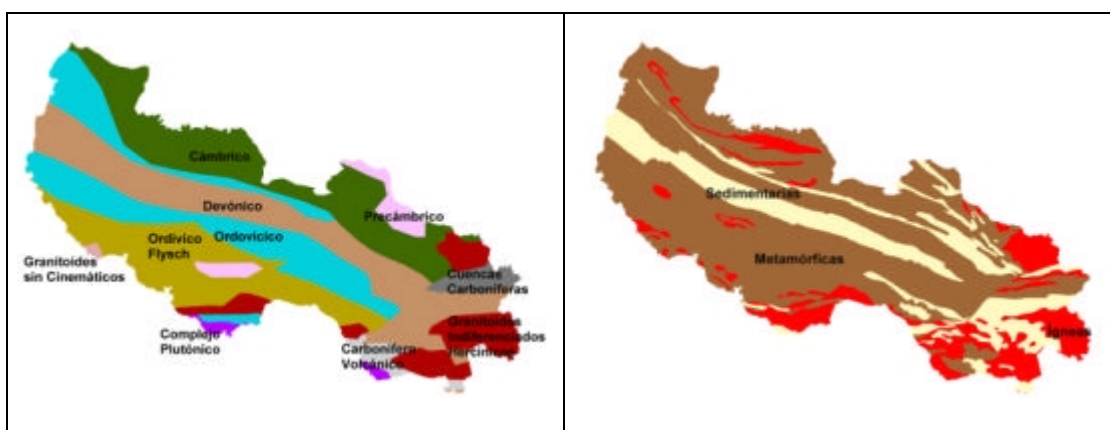 Cámbrico
Devónico
Precámbrico
Ordívico
Flysch
Ordovicico
Granitoides
sin Cinemáticos
Cuencas
Carboníferas
Complejo
Plutónico
Carbonífero
Volcánico
Granitoides
Indiferenciados
Hercínicos
Sedimentarias
Metamórficas
Ígneas